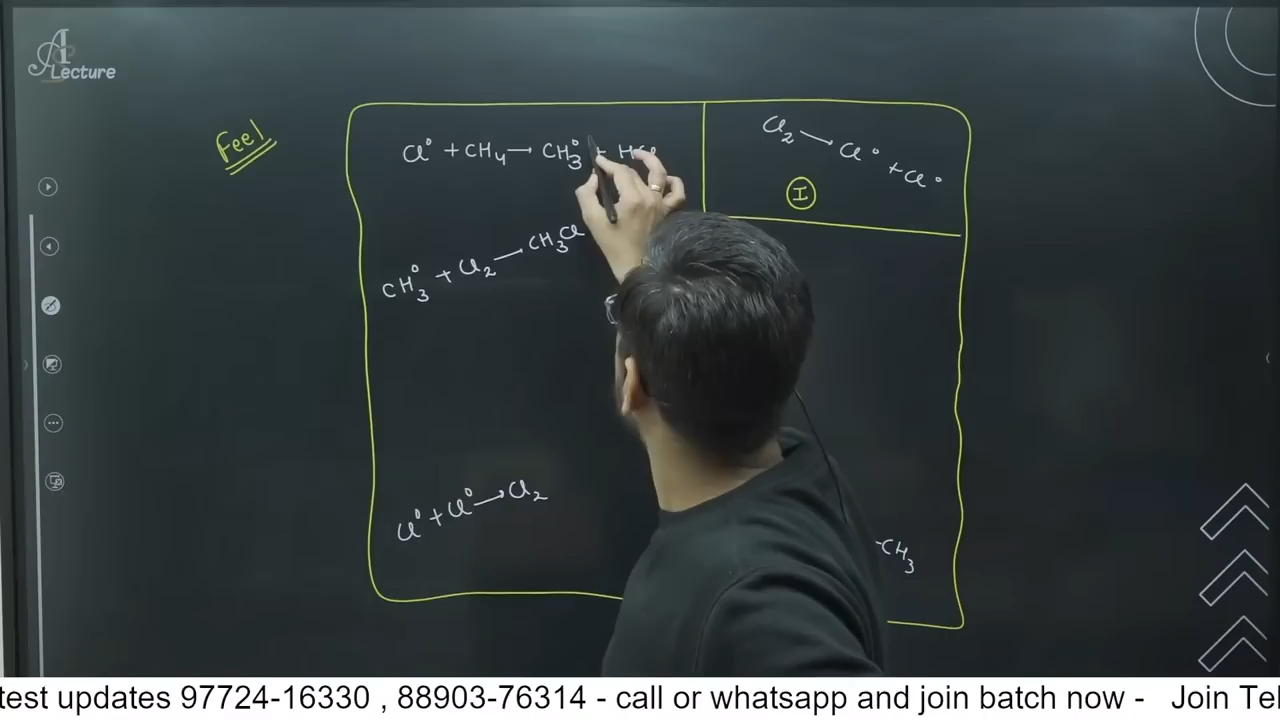 A
Lecture
Feel
Cl° + CH₄ → CH₃° + HCl
Cl₂ → Cl° + Cl°
I
CH₃° + Cl₂ → CH₃Cl
Cl° + Cl° → Cl₂
-CH₃
test updates 97724-16330 , 88903-76314 - call or whatsapp and join batch now - Join Tel